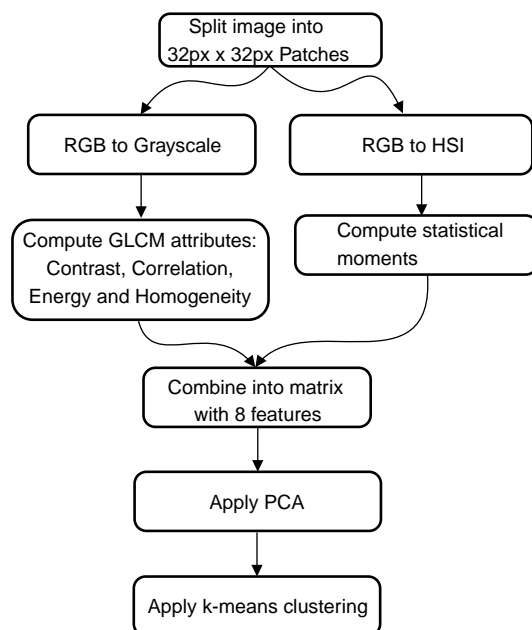 Split image into
32px x 32px Patches
RGB to Grayscale
RGB to HSI
Compute GLCM attributes:
Contrast, Correlation,
Energy and Homogeneity
Compute statistical
moments
Combine into matrix
with 8 features
Apply PCA
Apply k-means clustering